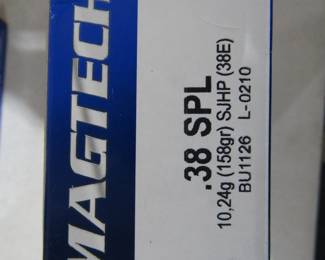 MAGTECH
.38 SPL
10,24g (158gr) SJHP (38E)
BU1126 L-0210